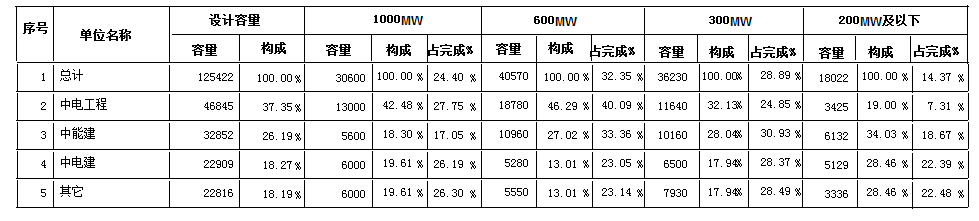 序号 单位名称 设计容量 1000MW 600MW 300MW 200MW及以下
容量 构成 容量 构成 占完成% 容量 构成 占完成% 容量 构成 占完成% 容量 构成 占完成%
1 总计 125422 100.00% 30600 100.00 % 24.40 % 40570 100.00 % 32.35 % 36230 100.00% 28.89 % 18022 100.00 % 14.37 %
2 中电工程 46845 37.35% 13000 42.48 % 27.75 % 18780 46.29 % 40.09 % 11640 32.13% 24.85 % 3425 19.00 % 7.31 %
3 中能建 32852 26.19% 5600 18.30 % 17.05 % 10960 27.02 % 33.36 % 10160 28.04% 30.93 % 6132 34.03 % 18.67 %
4 中电建 22909 18.27% 6000 19.61 % 26.19 % 5280 13.01 % 23.05 % 6500 17.94% 28.37 % 5129 28.46 % 22.39 %
5 其它 22816 18.19% 6000 19.61 % 26.30 % 5550 13.01 % 23.14 % 7930 17.94% 28.49 % 3336 28.46 % 22.48 %